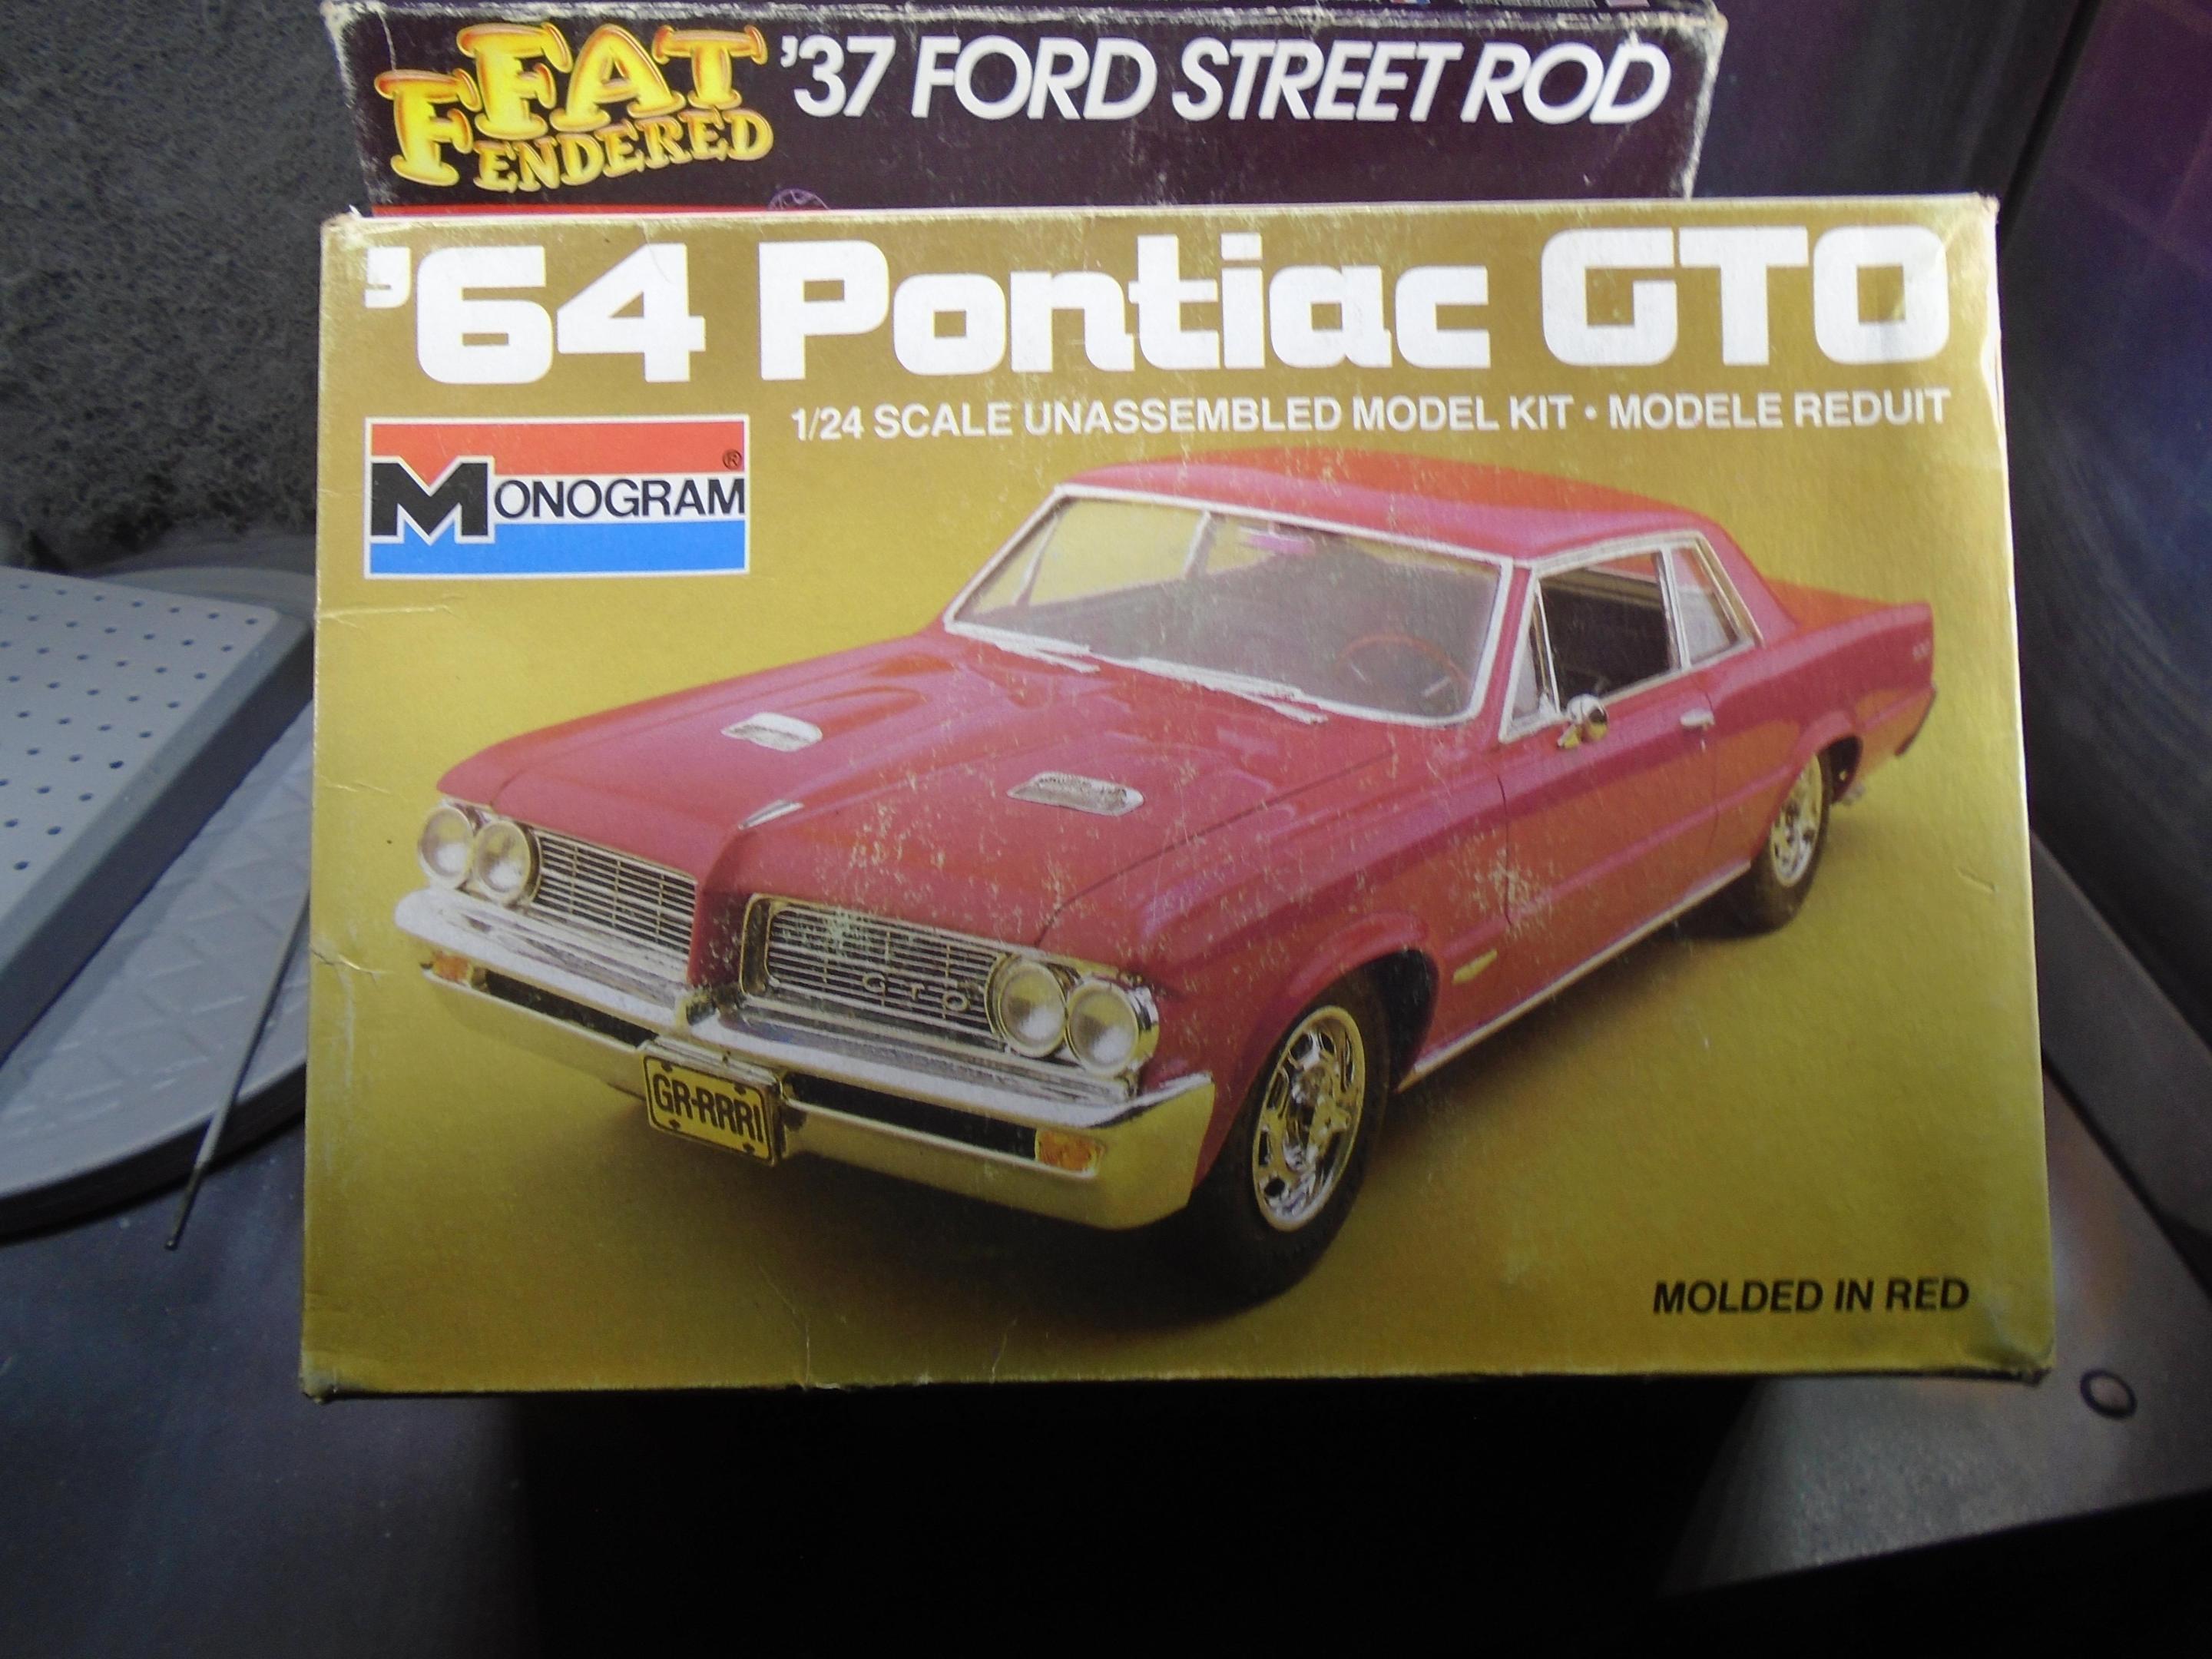 FAT FENDERED '37 FORD STREET ROD
'64 Pontiac GTO
1/24 SCALE UNASSEMBLED MODEL KIT • MODELE REDUIT
MONOGRAM®
GTO
GR-RRR!
MOLDED IN RED